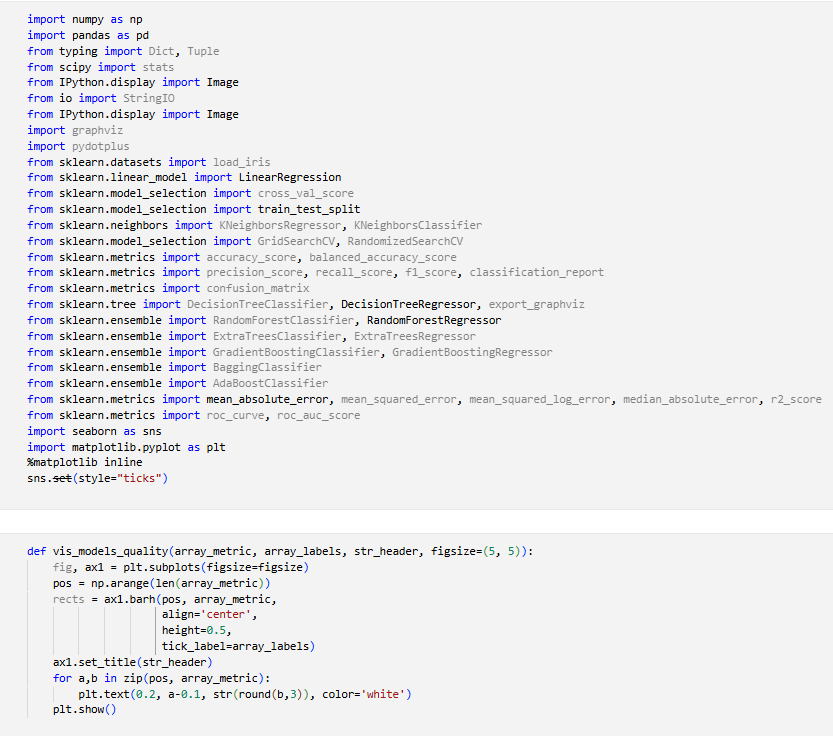 import numpy as np
import pandas as pd
from typing import Dict, Tuple
from scipy import stats
from IPython.display import Image
from io import StringIO
from IPython.display import Image
import graphviz
import pydotplus
from sklearn.datasets import load_iris
from sklearn.linear_model import LinearRegression
from sklearn.model_selection import cross_val_score
from sklearn.model_selection import train_test_split
from sklearn.neighbors import KNeighborsRegressor, KNeighborsClassifier
from sklearn.model_selection import GridSearchCV, RandomizedSearchCV
from sklearn.metrics import accuracy_score, balanced_accuracy_score
from sklearn.metrics import precision_score, recall_score, f1_score, classification_report
from sklearn.metrics import confusion_matrix
from sklearn.tree import DecisionTreeClassifier, DecisionTreeRegressor, export_graphviz
from sklearn.ensemble import RandomForestClassifier, RandomForestRegressor
from sklearn.ensemble import ExtraTreesClassifier, ExtraTreesRegressor
from sklearn.ensemble import GradientBoostingClassifier, GradientBoostingRegressor
from sklearn.ensemble import BaggingClassifier
from sklearn.ensemble import AdaBoostClassifier
from sklearn.metrics import mean_absolute_error, mean_squared_error, mean_squared_log_error, median_absolute_error, r2_score
from sklearn.metrics import roc_curve, roc_auc_score
import seaborn as sns
import matplotlib.pyplot as plt
%matplotlib inline
sns.set(style="ticks")
def vis_models_quality(array_metric, array_labels, str_header, figsize=(5, 5)):
    fig, ax1 = plt.subplots(figsize=figsize)
    pos = np.arange(len(array_metric))
    rects = ax1.barh(pos, array_metric,
                     align='center',
                     height=0.5,
                     tick_label=array_labels)
    ax1.set_title(str_header)
    for a,b in zip(pos, array_metric):
        plt.text(0.2, a-0.1, str(round(b,3)), color='white')
    plt.show()